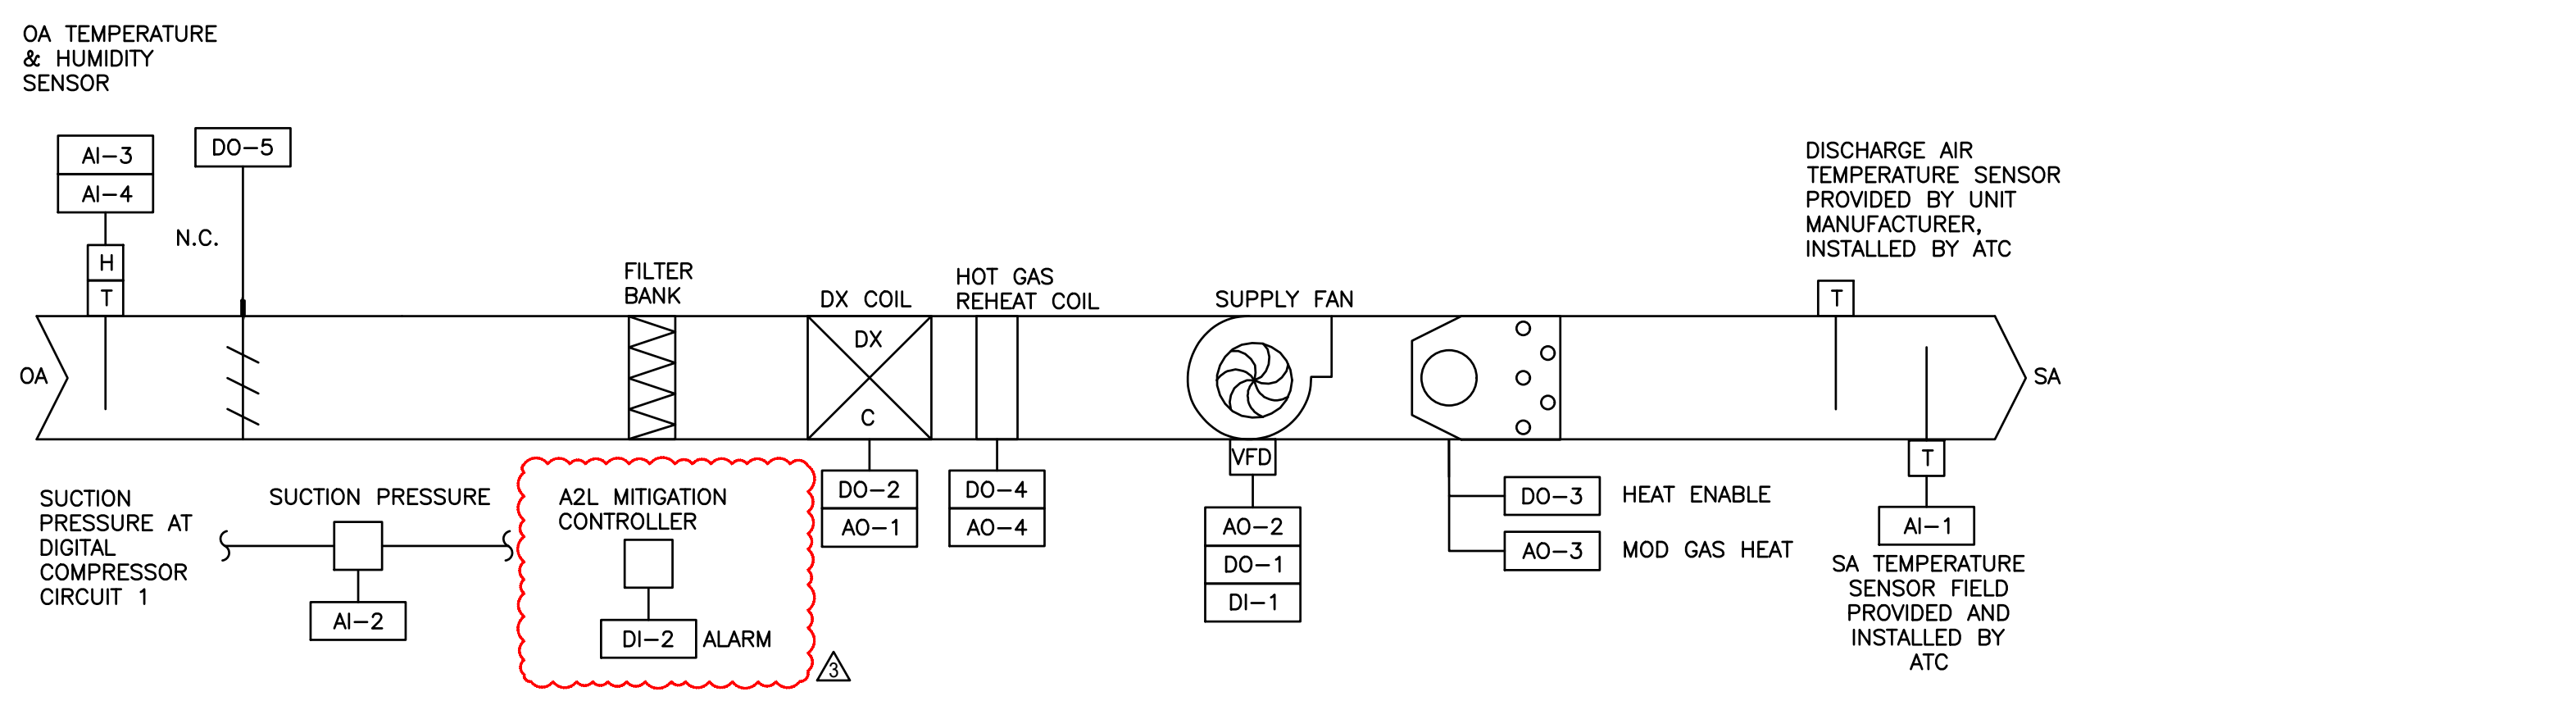 OA TEMPERATURE
& HUMIDITY
SENSOR
AI-3
AI-4
H
T
DO-5
N.C.
OA
FILTER
BANK
DX COIL
DX
C
HOT GAS
REHEAT COIL
SUPPLY FAN
DISCHARGE AIR
TEMPERATURE SENSOR
PROVIDED BY UNIT
MANUFACTURER,
INSTALLED BY ATC
T
SA
SUCTION
PRESSURE AT
DIGITAL
COMPRESSOR
CIRCUIT 1
SUCTION PRESSURE
AI-2
A2L MITIGATION
CONTROLLER
DI-2 ALARM
3
DO-2
AO-1
DO-4
AO-4
VFD
AO-2
DO-1
DI-1
DO-3 HEAT ENABLE
AO-3 MOD GAS HEAT
T
AI-1
SA TEMPERATURE
SENSOR FIELD
PROVIDED AND
INSTALLED BY
ATC